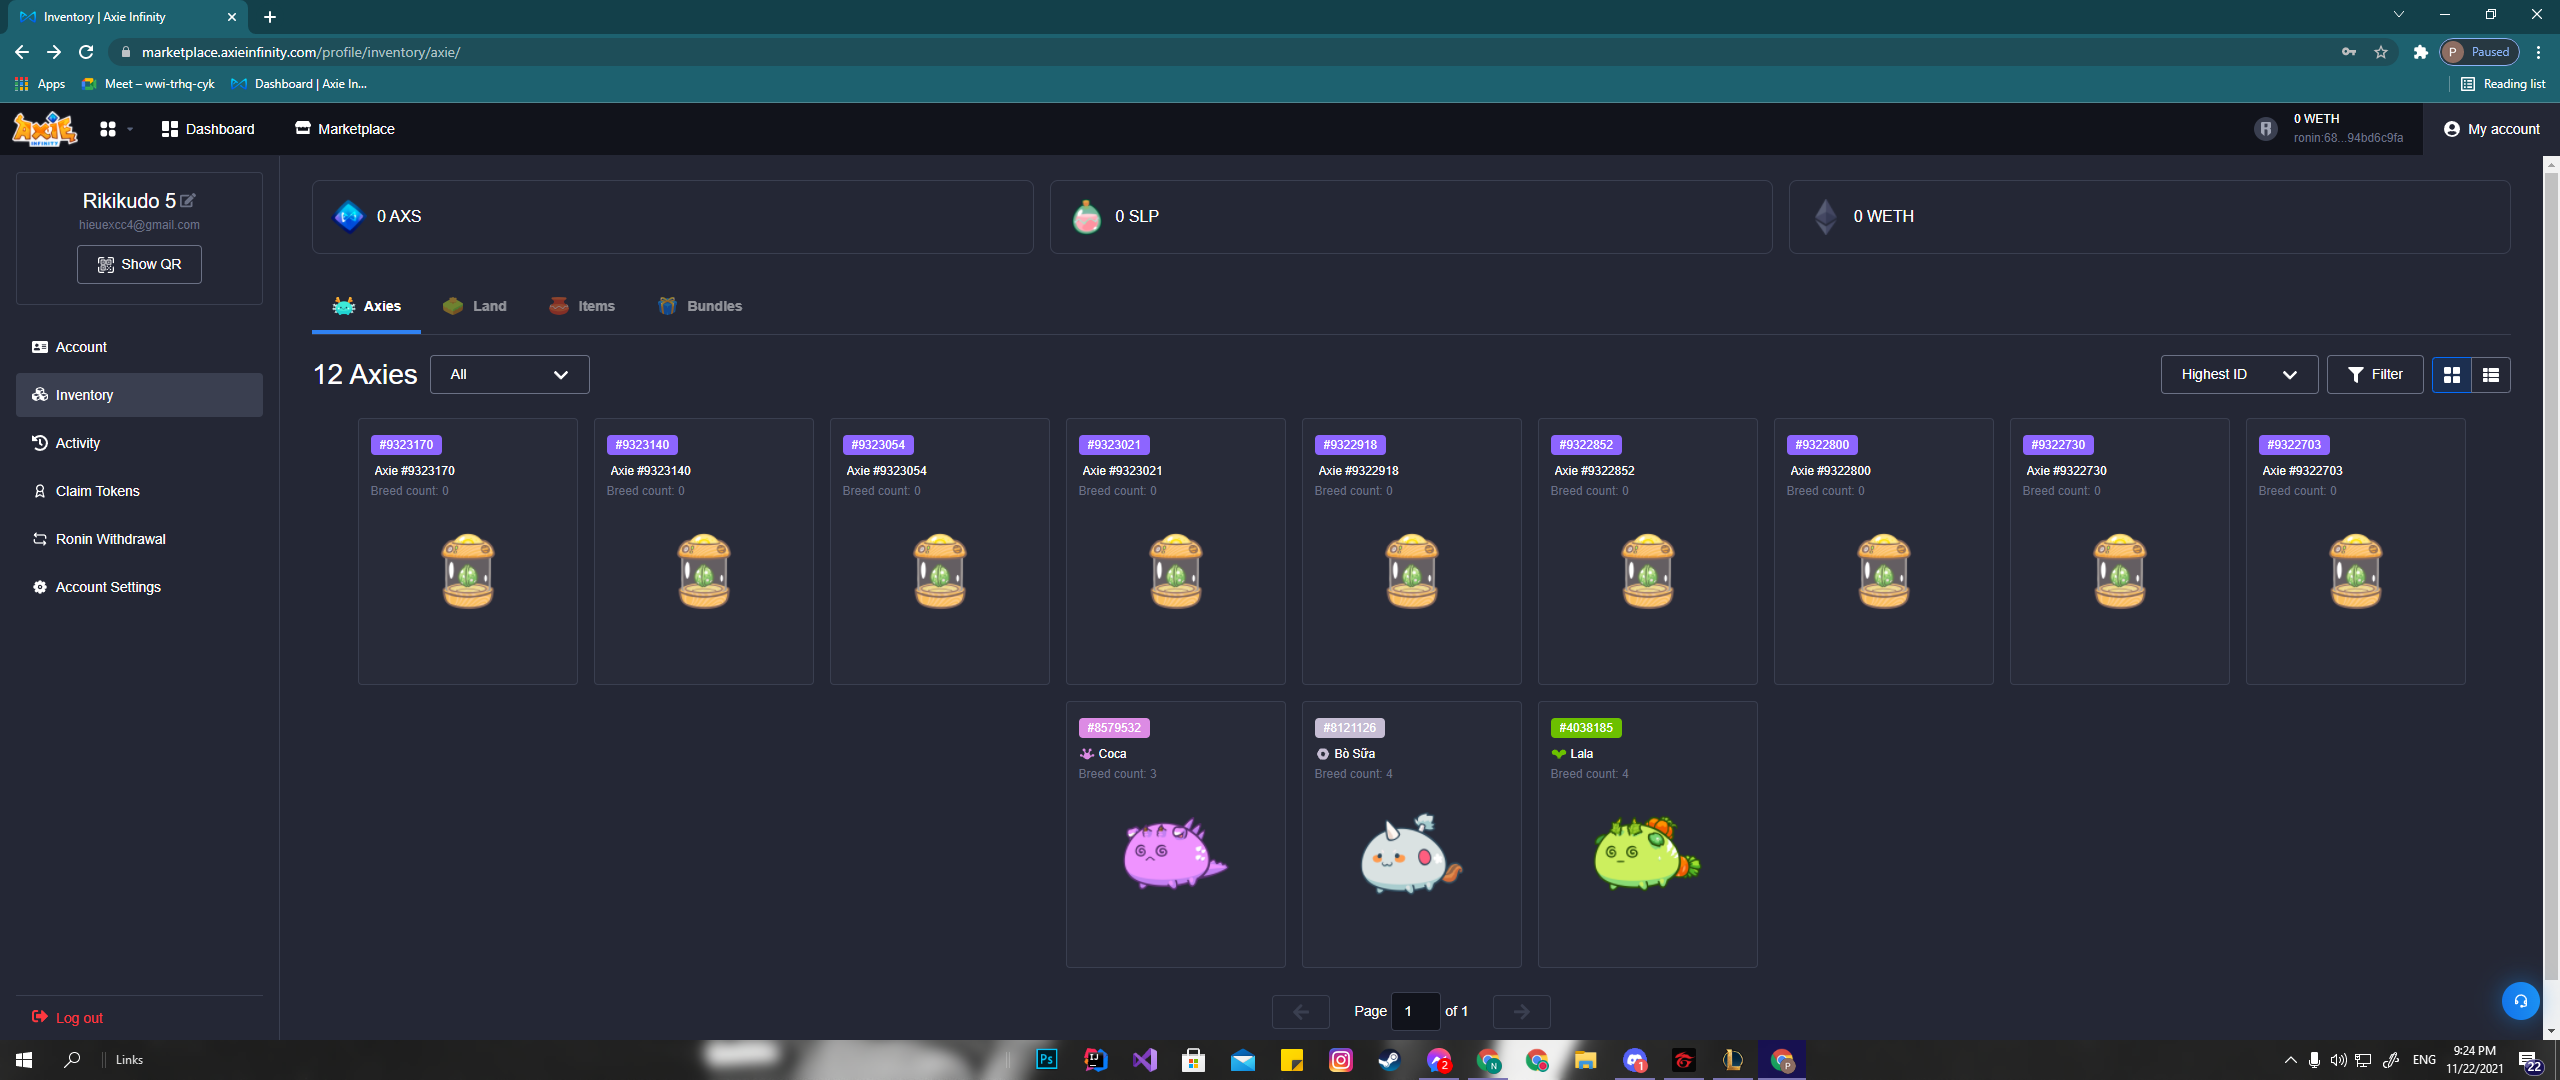 Inventory | Axie Infinity
marketplace.axieinfinity.com/profile/inventory/axie/
P Paused
Apps
Meet – wwi-trhq-cyk
Dashboard | Axie In...
Reading list
AXIE
INFINITY
Dashboard
Marketplace
0 WETH
ronin:68...94bd6c9fa
My account
Rikikudo 5
hieuexcc4@gmail.com
Show QR
Account
Inventory
Activity
Claim Tokens
Ronin Withdrawal
Account Settings
Log out
0 AXS
0 SLP
0 WETH
Axies
Land
Items
Bundles
12 Axies
All
Highest ID
Filter
#9323170
Axie #9323170
Breed count: 0
#9323140
Axie #9323140
Breed count: 0
#9323054
Axie #9323054
Breed count: 0
#9323021
Axie #9323021
Breed count: 0
#9322918
Axie #9322918
Breed count: 0
#9322852
Axie #9322852
Breed count: 0
#9322800
Axie #9322800
Breed count: 0
#9322730
Axie #9322730
Breed count: 0
#9322703
Axie #9322703
Breed count: 0
#8579532
Coca
Breed count: 3
#8121126
Bò Sữa
Breed count: 4
#4038185
Lala
Breed count: 4
Page 1 of 1
Links
Ps
IJ
2
N
1
P
ENG
9:24 PM
11/22/2021
22